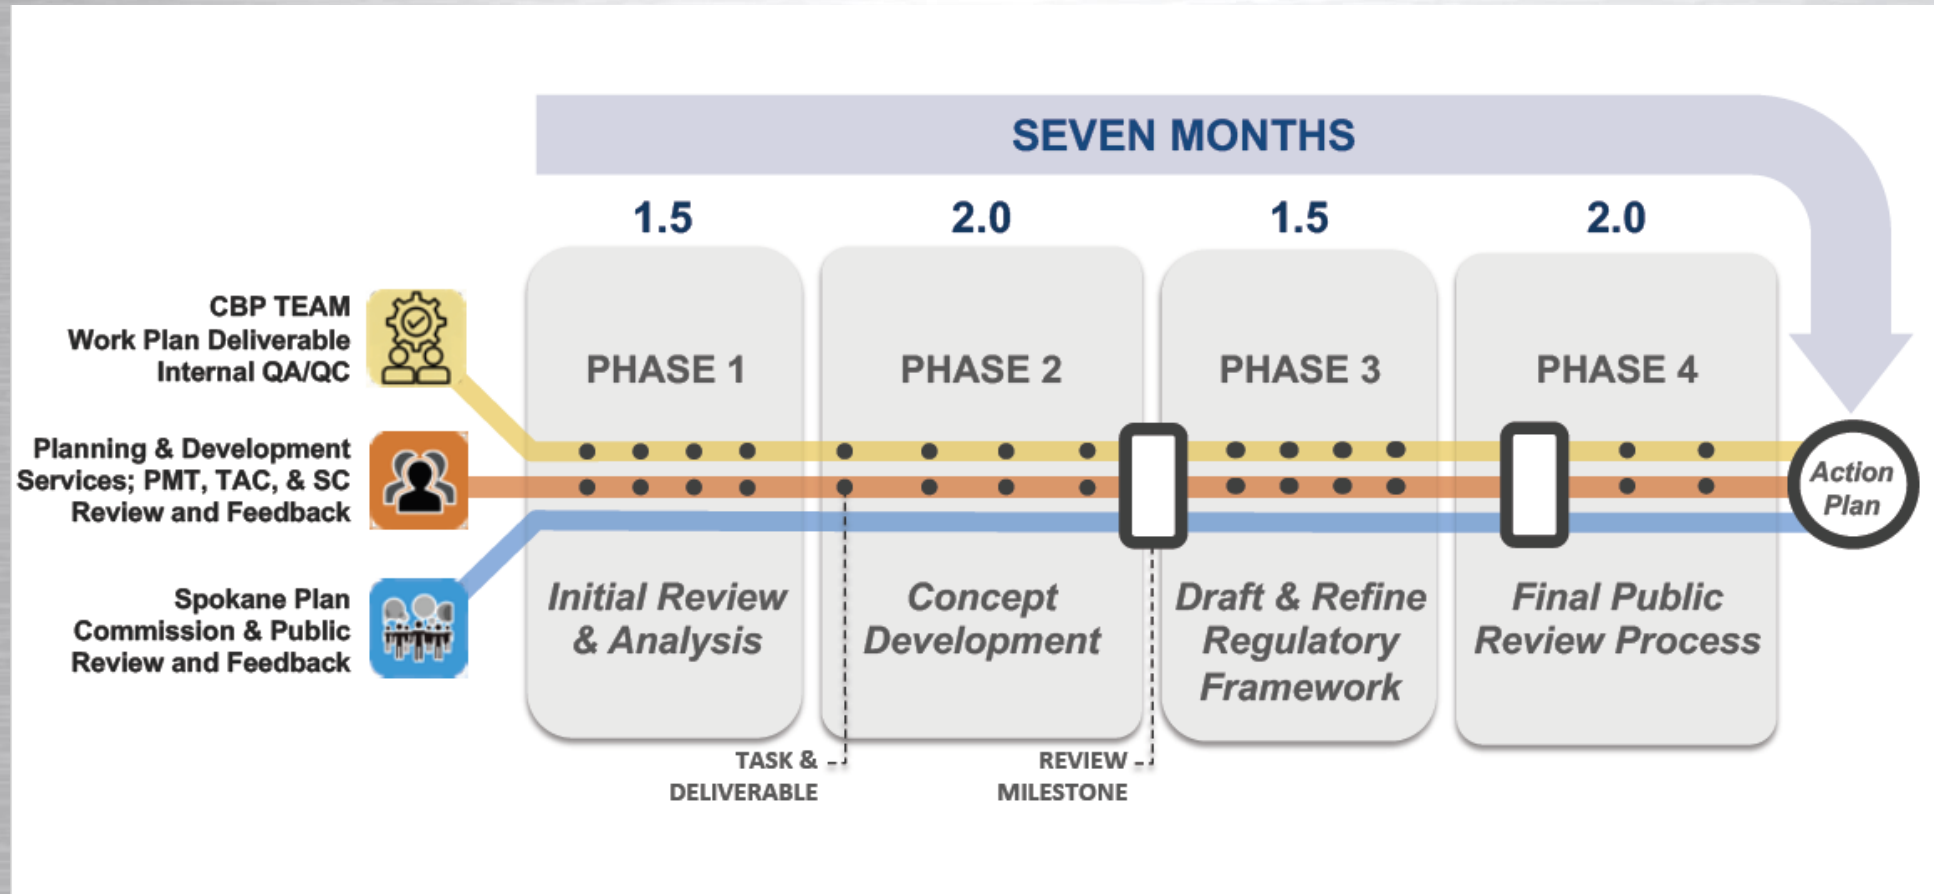 SEVEN MONTHS
1.5
2.0
1.5
2.0
CBP TEAM
Work Plan Deliverable
Internal QA/QC
Planning & Development
Services; PMT, TAC, & SC
Review and Feedback
Spokane Plan
Commission & Public
Review and Feedback
PHASE 1
PHASE 2
PHASE 3
PHASE 4
Action
Plan
Initial Review
& Analysis
Concept
Development
Draft & Refine
Regulatory
Framework
Final Public
Review Process
TASK &
DELIVERABLE
REVIEW
MILESTONE